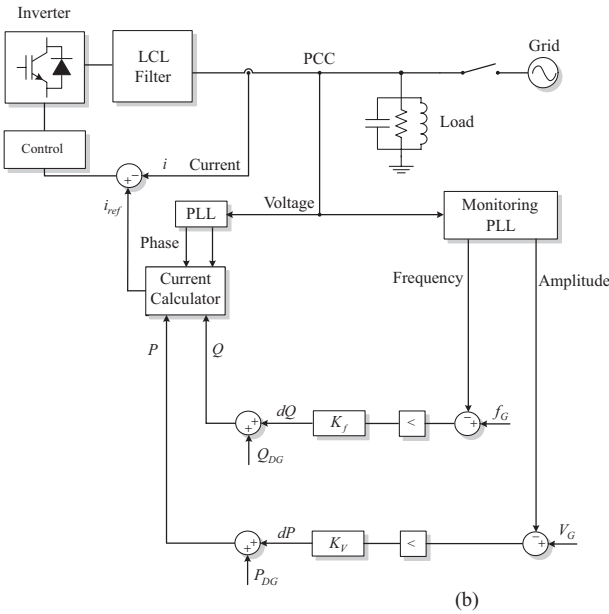 Inverter
LCL
Filter
PCC
Grid
Load
Control
+
−
i
Current
i_ref
Voltage
PLL
Phase
Monitoring
PLL
Current
Calculator
Frequency
Amplitude
P
Q
+
+
dQ
K_f
<
−
+
f_G
Q_DG
+
+
dP
K_V
<
−
+
V_G
P_DG
(b)